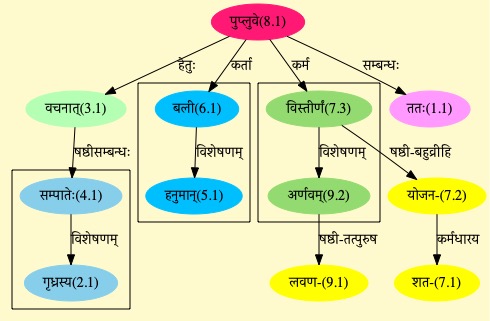 पुप्लुवे(8.1)
हेतुः कर्ता कर्म सम्बन्धः
वचनात्(3.1) बली(6.1) विस्तीर्णं(7.3) ततः(1.1)
षष्ठीसम्बन्धः विशेषणम् विशेषणम् षष्ठी-बहुव्रीहि
सम्पातेः(4.1) हनुमान्(5.1) अर्णवम्(9.2) योजन-(7.2)
विशेषणम् षष्ठी-तत्पुरुष कर्मधारय
गृध्रस्य(2.1) लवण-(9.1) शत-(7.1)